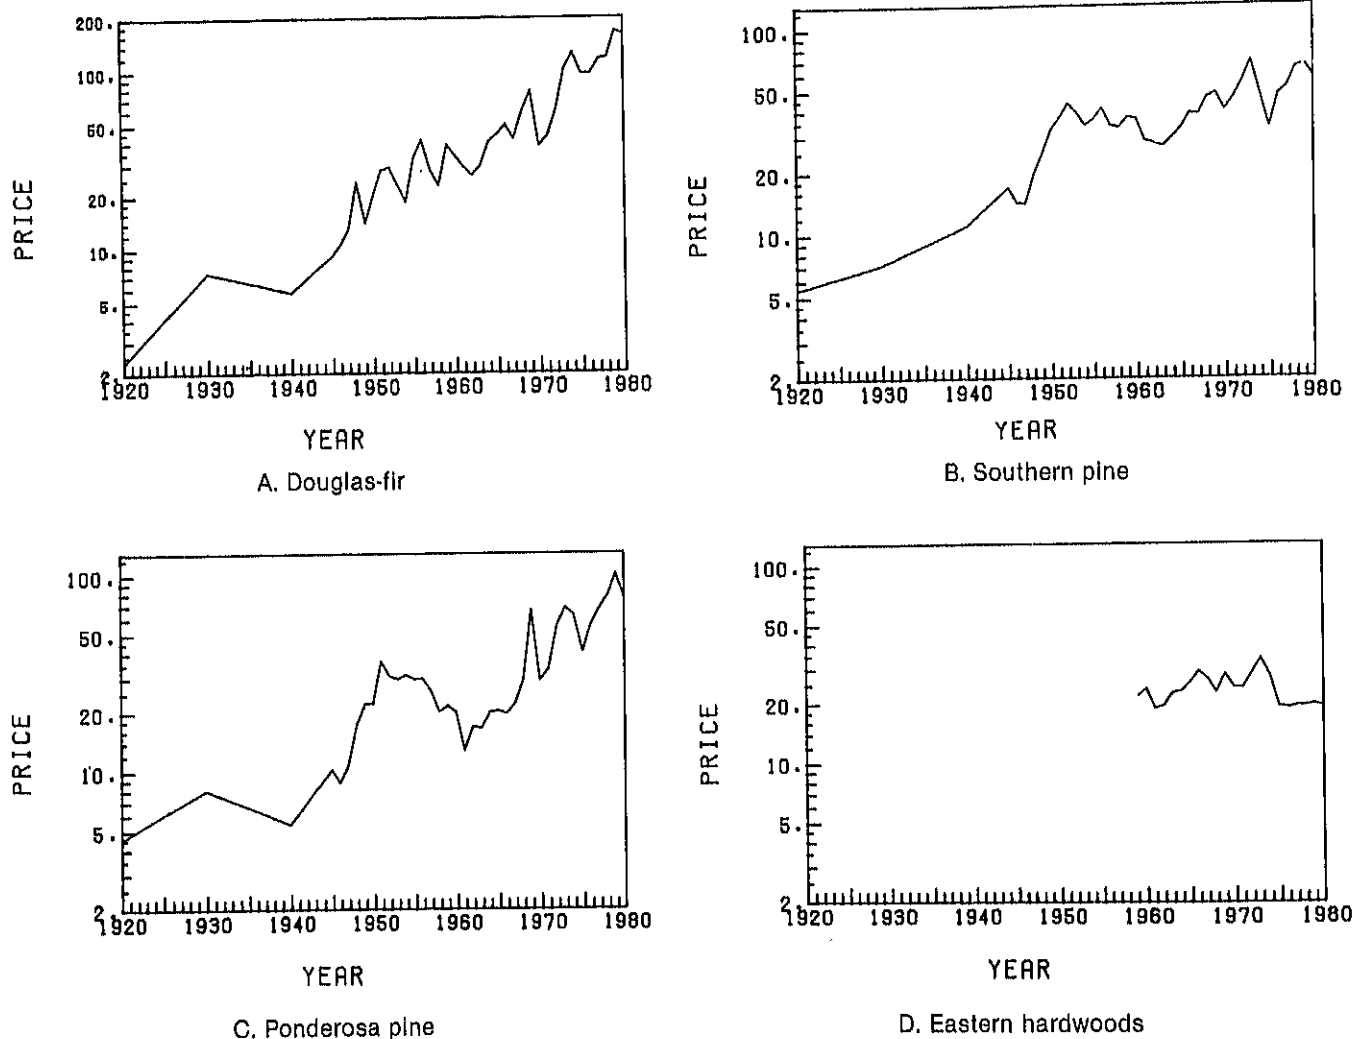 200.
100.
50.
20.
10.
5.
2.
PRICE
1920 1930 1940 1950 1960 1970 1980
YEAR
A. Douglas-fir
100.
50.
20.
10.
5.
2.
PRICE
1920 1930 1940 1950 1960 1970 1980
YEAR
B. Southern pine
100.
50.
20.
10.
5.
2.
PRICE
1920 1930 1940 1950 1960 1970 1980
YEAR
C. Ponderosa pine
100.
50.
20.
10.
5.
2.
PRICE
1920 1930 1940 1950 1960 1970 1980
YEAR
D. Eastern hardwoods